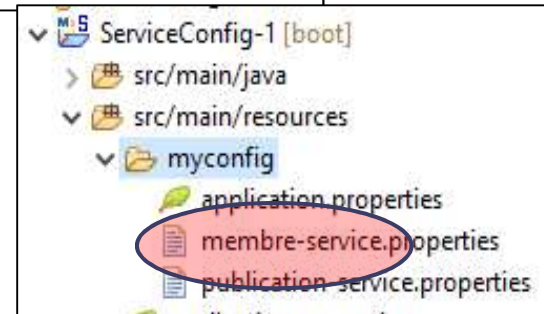 ServiceConfig-1 [boot]
src/main/java
src/main/resources
myconfig
application.properties
membre-service.properties
publication-service.properties